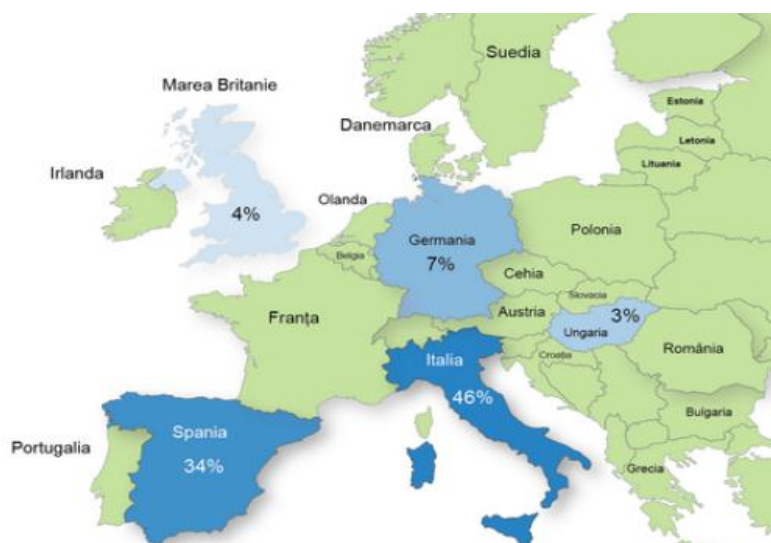 Suedia
Marea Britanie
Estonia
Danemarca
Letonia
Lituania
Irlanda
Olanda
4%
Germania
Polonia
Belgia
7%
Cehia
Slovacia
Franța
Austria
3%
Ungaria
Italia
Croația
România
46%
Bulgaria
Spania
Portugalia
34%
Grecia